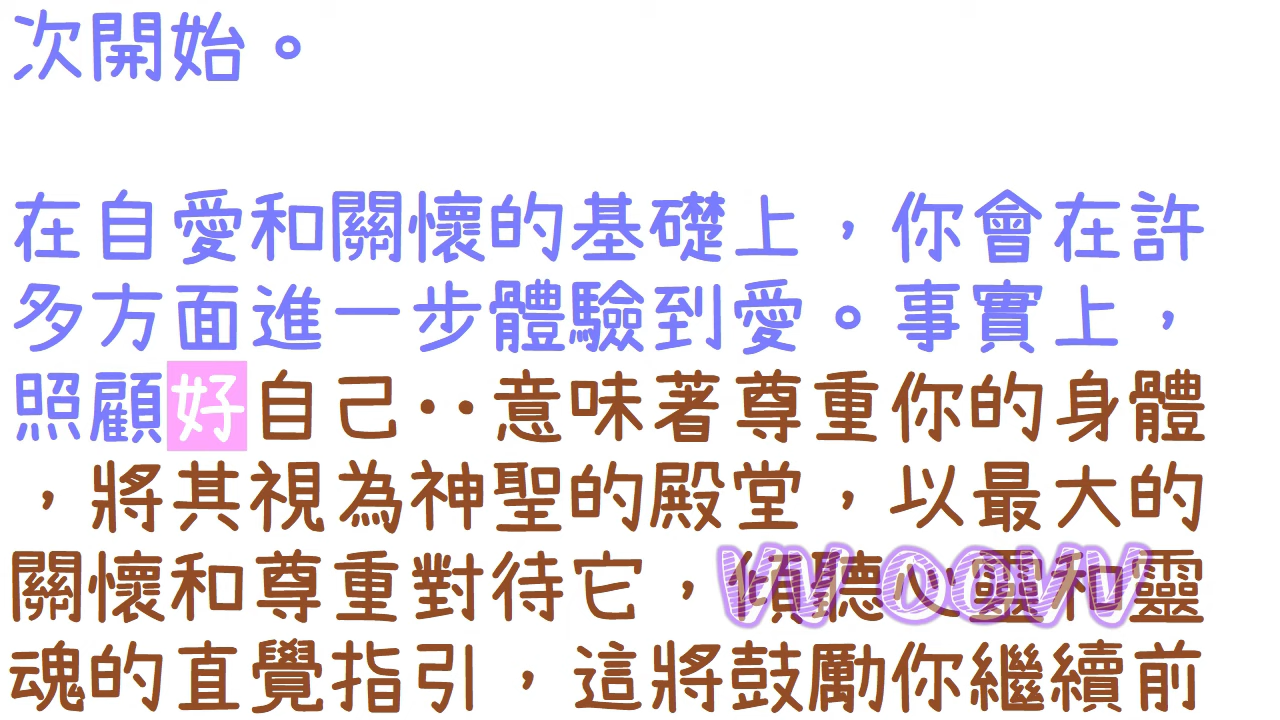 次開始。
在自愛和關懷的基礎上，你會在許
多方面進一步體驗到愛。事實上，
照顧好自己··意味著尊重你的身體
，將其視為神聖的殿堂，以最大的
關懷和尊重對待它，傾聽心靈和靈
魂的直覺指引，這將鼓勵你繼續前